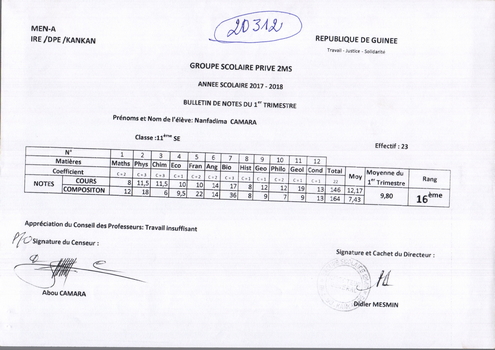 MEN-A
20312
IRE /DPE /KANKAN
REPUBLIQUE DE GUINEE
Travail - Justice - Solidarité
GROUPE SCOLAIRE PRIVE 2MS
ANNEE SCOLAIRE 2017 - 2018
BULLETIN DE NOTES DU 1er TRIMESTRE
Prénoms et Nom de l'élève: Nanfadima CAMARA
Classe :11ème SE
Effectif : 23
N° 1 2 3 4 5 6 7 8 9 10 11 12
Matières Maths Phys Chim Eco Fran Ang Bio Hist Geo Philo Geol Cond Total Moy Moyenne du 1er Trimestre Rang
Coefficient
NOTES COURS 8 11,5 11,5 10 10 14 17 8 12 12 19 13 146 12,17 9,80 16ème
COMPOSITON 12 18 6 9,5 22 14 36 8 9 7 9 13 164 7,43
Appréciation du Conseil des Professeurs: Travail insuffisant
P/O Signature du Censeur :
Signature et Cachet du Directeur :
Abou CAMARA
Didier MESMIN